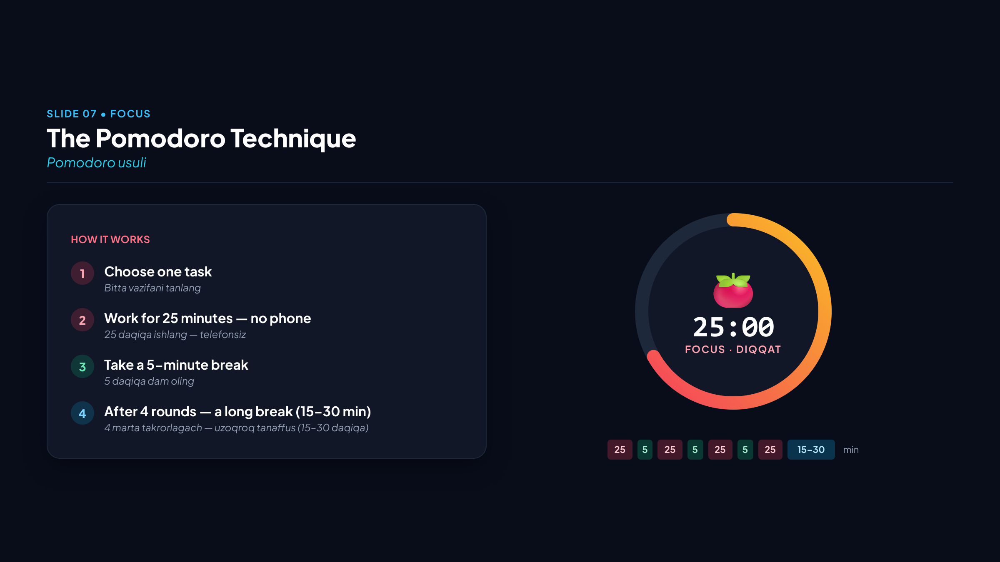 SLIDE 07 • FOCUS
The Pomodoro Technique
Pomodoro usuli
HOW IT WORKS
1 Choose one task
Bitta vazifani tanlang
2 Work for 25 minutes — no phone
25 daqiqa ishlang — telefonsiz
3 Take a 5-minute break
5 daqiqa dam oling
4 After 4 rounds — a long break (15–30 min)
4 marta takrorlagach — uzoqroq tanaffus (15–30 daqiqa)
25:00
FOCUS · DIQQAT
25 5 25 5 25 5 25 15–30 min